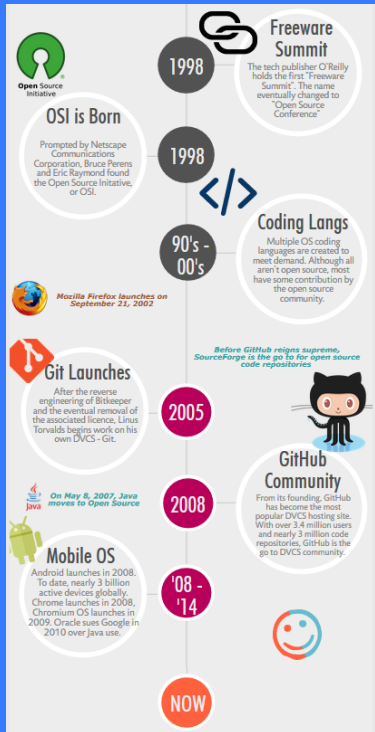 Freeware
Summit
1998
The tech publisher O'Reilly
holds the first "Freeware
Summit". The name
eventually changed to
"Open Source
Conference"
Open Source
Initiative
OSI is Born
1998
Prompted by Netscape
Communications
Corporation, Bruce Perens
and Eric Raymond found
the Open Source Initative,
or OSI.
</>
90's -
00's
Coding Langs
Multiple OS coding
languages are created to
meet demand. Although all
aren't open source, most
have some contribution by
the open source
community.
Mozilla Firefox launches on
September 21, 2002
Before GitHub reigns supreme,
SourceForge is the go to for open source
code repositories
Git Launches
After the reverse
engineering of Bitkeeper
and the eventual removal of
the associated licence, Linus
Torvalds begins work on his
own DVCS - Git.
2005
GitHub
Community
From its founding, GitHub
has become the most
popular DVCS hosting site.
With over 3.4 million users
and nearly 3 million code
repositories, GitHub is the
go to DVCS community.
2008
Java
On May 8, 2007, Java
moves to Open Source
Mobile OS
Android launches in 2008.
To date, nearly 3 billion
active devices globally.
Chrome launches in 2008,
Chromium OS launches in
2009. Oracle sues Google in
2010 over Java use.
'08 -
'14
NOW